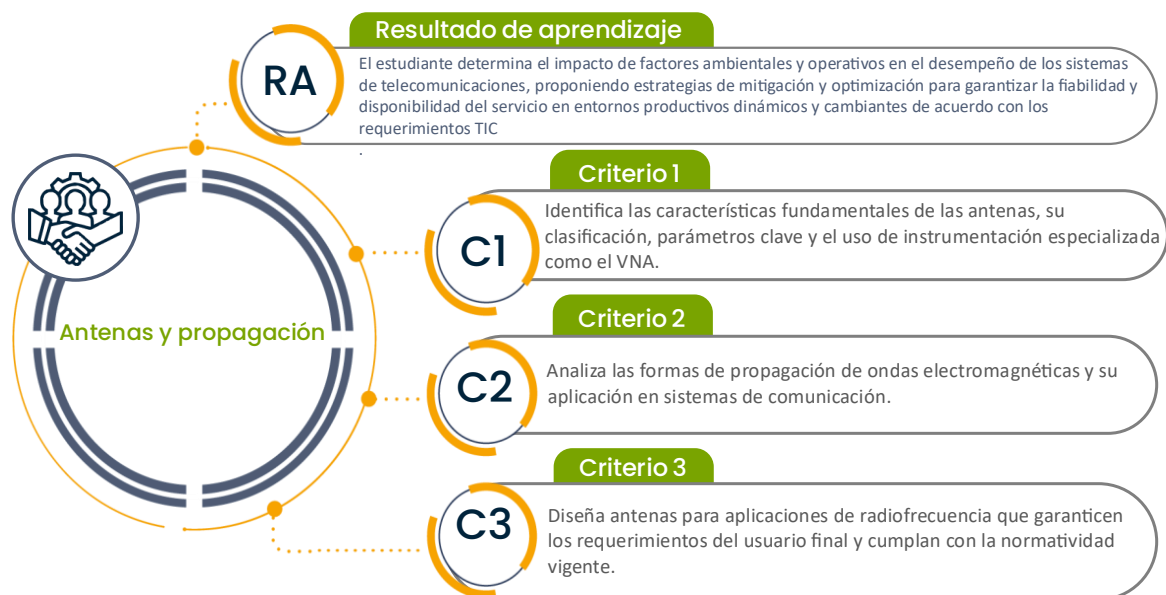 Resultado de aprendizaje
RA
El estudiante determina el impacto de factores ambientales y operativos en el desempeño de los sistemas
de telecomunicaciones, proponiendo estrategias de mitigación y optimización para garantizar la fiabilidad y
disponibilidad del servicio en entornos productivos dinámicos y cambiantes de acuerdo con los
requerimientos TIC
.
Antenas y propagación
Criterio 1
C1
Identifica las características fundamentales de las antenas, su
clasificación, parámetros clave y el uso de instrumentación especializada
como el VNA.
Criterio 2
C2
Analiza las formas de propagación de ondas electromagnéticas y su
aplicación en sistemas de comunicación.
Criterio 3
C3
Diseña antenas para aplicaciones de radiofrecuencia que garanticen
los requerimientos del usuario final y cumplan con la normatividad
vigente.